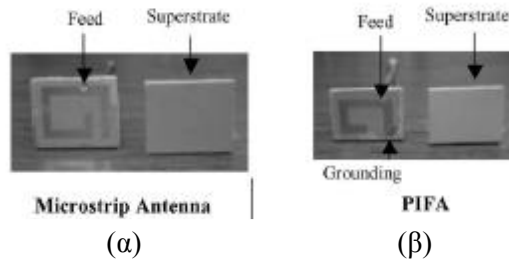 Feed Superstrate
Feed Superstrate
Grounding
Microstrip Antenna
PIFA
(α) (β)